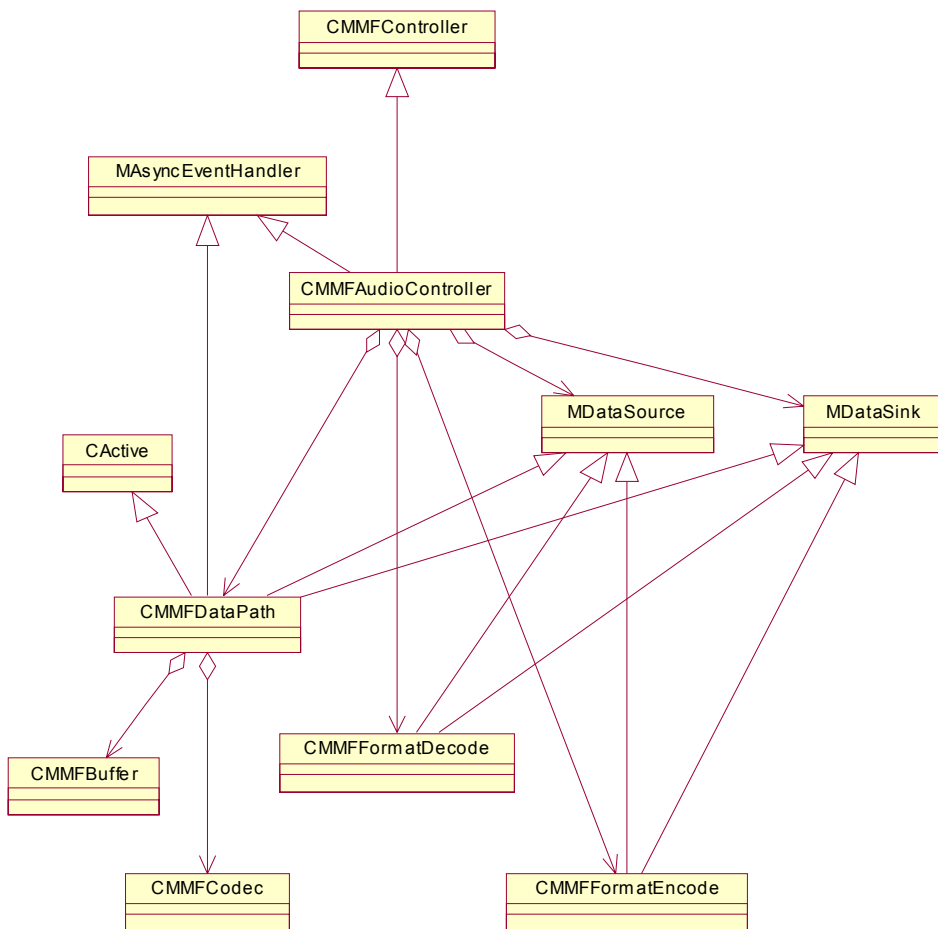 CMMFController
MAsyncEventHandler
CMMFAudioController
MDataSource
MDataSink
CActive
CMMFDataPath
CMMFFormatDecode
CMMFBuffer
CMMFCodec
CMMFFormatEncode